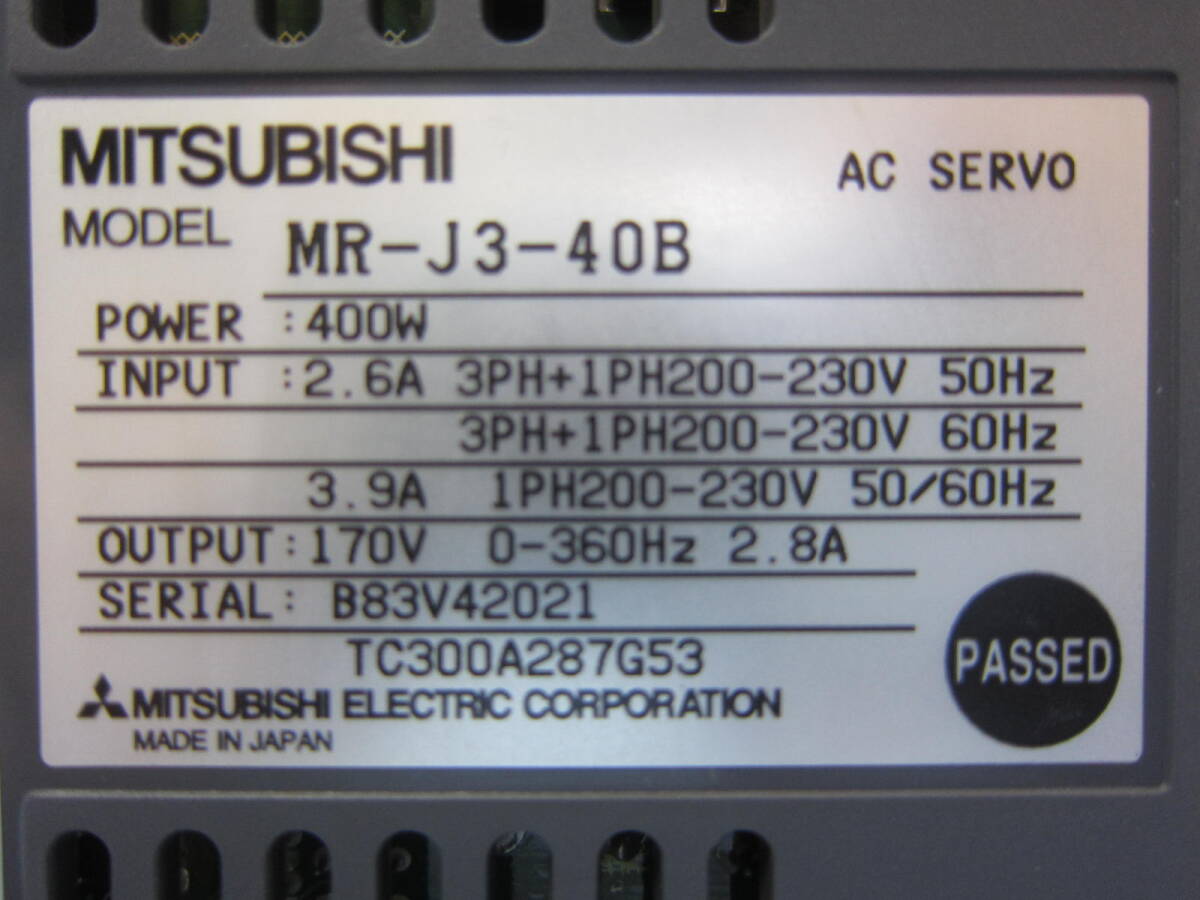 MITSUBISHI
AC SERVO
MODEL MR-J3-40B
POWER :400W
INPUT :2.6A 3PH+1PH200-230V 50Hz
3PH+1PH200-230V 60Hz
3.9A 1PH200-230V 50/60Hz
OUTPUT:170V 0-360Hz 2.8A
SERIAL: B83V42021
TC300A287G53
PASSED
MITSUBISHI ELECTRIC CORPORATION
MADE IN JAPAN